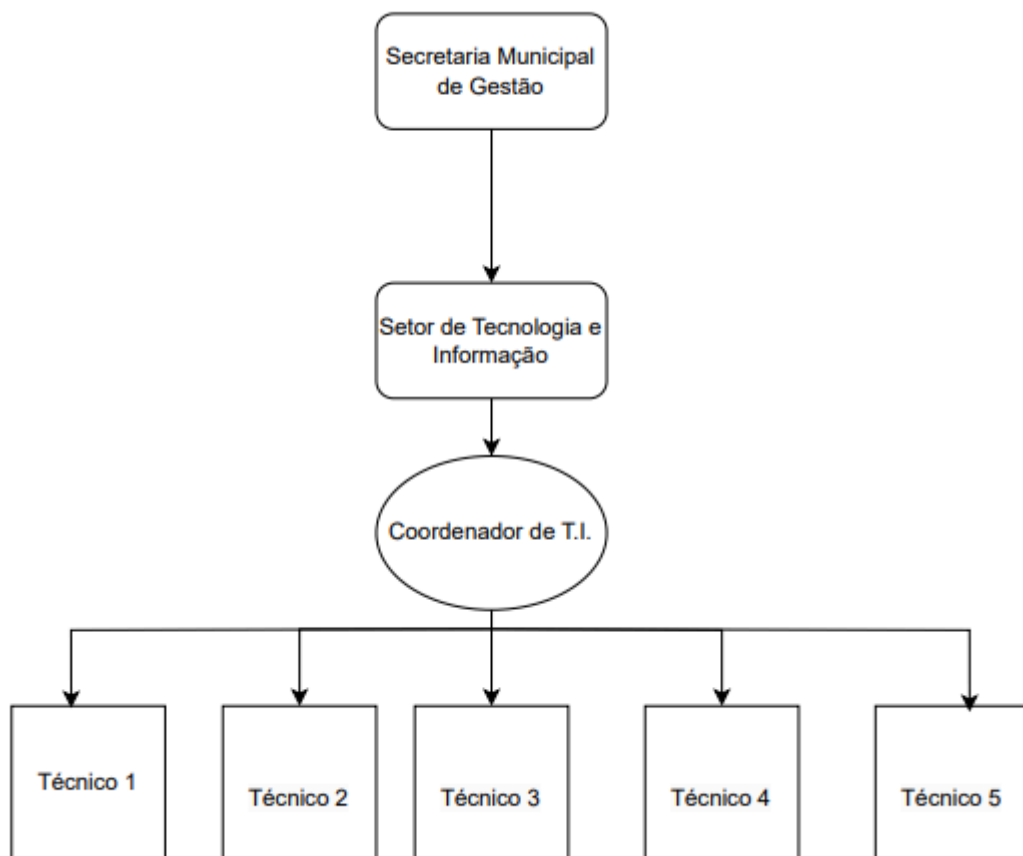 Secretaria Municipal
de Gestão
Setor de Tecnologia e
Informação
Coordenador de T.I.
Técnico 1
Técnico 2
Técnico 3
Técnico 4
Técnico 5